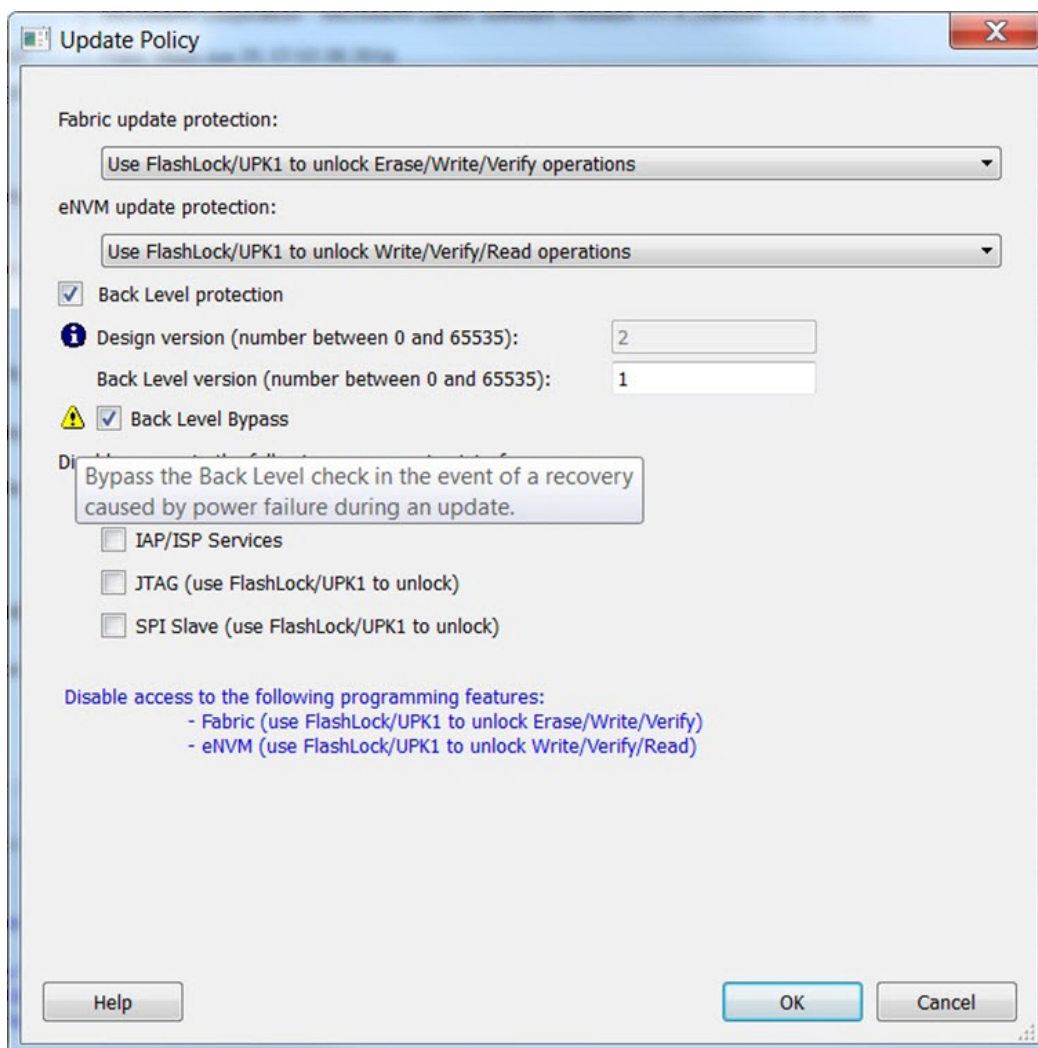 Update Policy
Fabric update protection:
Use FlashLock/UPK1 to unlock Erase/Write/Verify operations
eNVM update protection:
Use FlashLock/UPK1 to unlock Write/Verify/Read operations
Back Level protection
Design version (number between 0 and 65535): 2
Back Level version (number between 0 and 65535): 1
Back Level Bypass
Bypass the Back Level check in the event of a recovery
caused by power failure during an update.
IAP/ISP Services
JTAG (use FlashLock/UPK1 to unlock)
SPI Slave (use FlashLock/UPK1 to unlock)
Disable access to the following programming features:
- Fabric (use FlashLock/UPK1 to unlock Erase/Write/Verify)
- eNVM (use FlashLock/UPK1 to unlock Write/Verify/Read)
Help OK Cancel